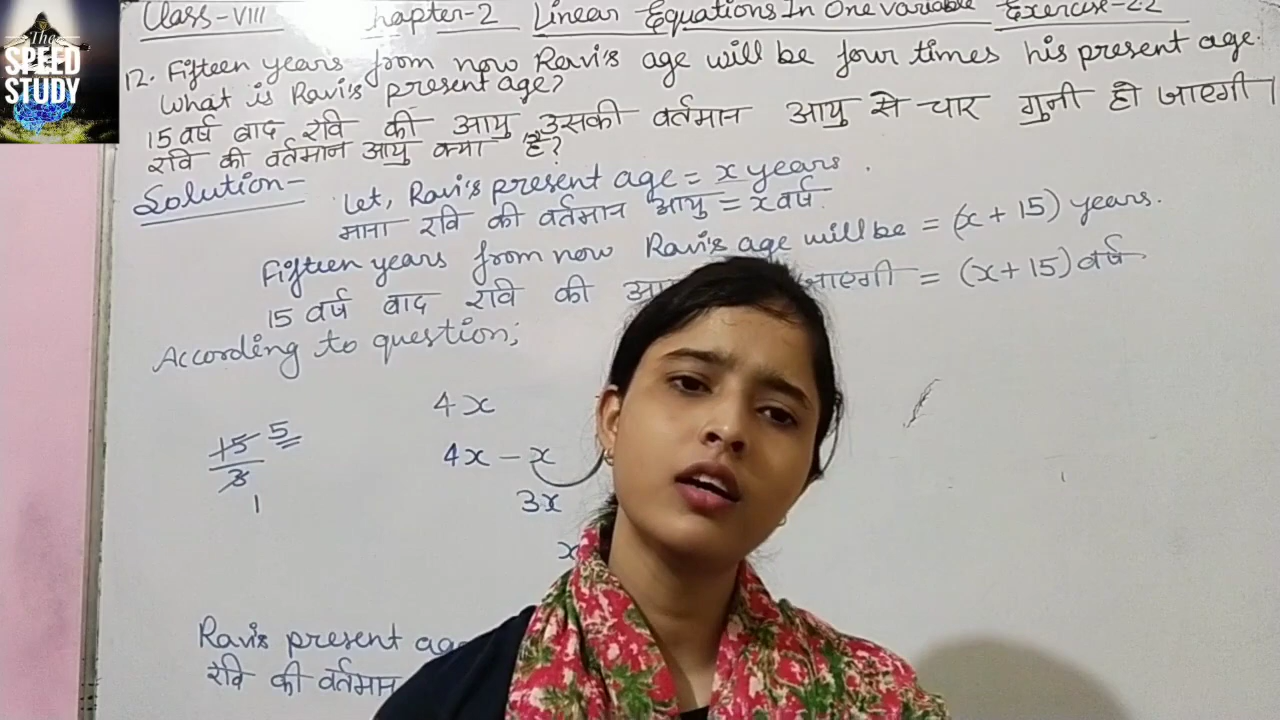 The
SPEED
STUDY
Class-VIII Chapter-2 Linear Equations In One variable Exercise-2.2
12. Fifteen years from now Ravi's age will be four times his present age.
What is Ravi's present age?
15 वर्ष बाद रवि की आयु उसकी वर्तमान आयु से चार गुनी हो जाएगी।
रवि की वर्तमान आयु क्या है?
Solution-
Let, Ravi's present age = x years.
माना रवि की वर्तमान आयु = x वर्ष.
Fifteen years from now Ravi's age will be = (x + 15) years.
15 वर्ष बाद रवि की जाएगी = (x+15) वर्ष
According to question;
4x
15 5
4x - x
3
1
3x
x
Ravi's present
रवि की वर्तमान